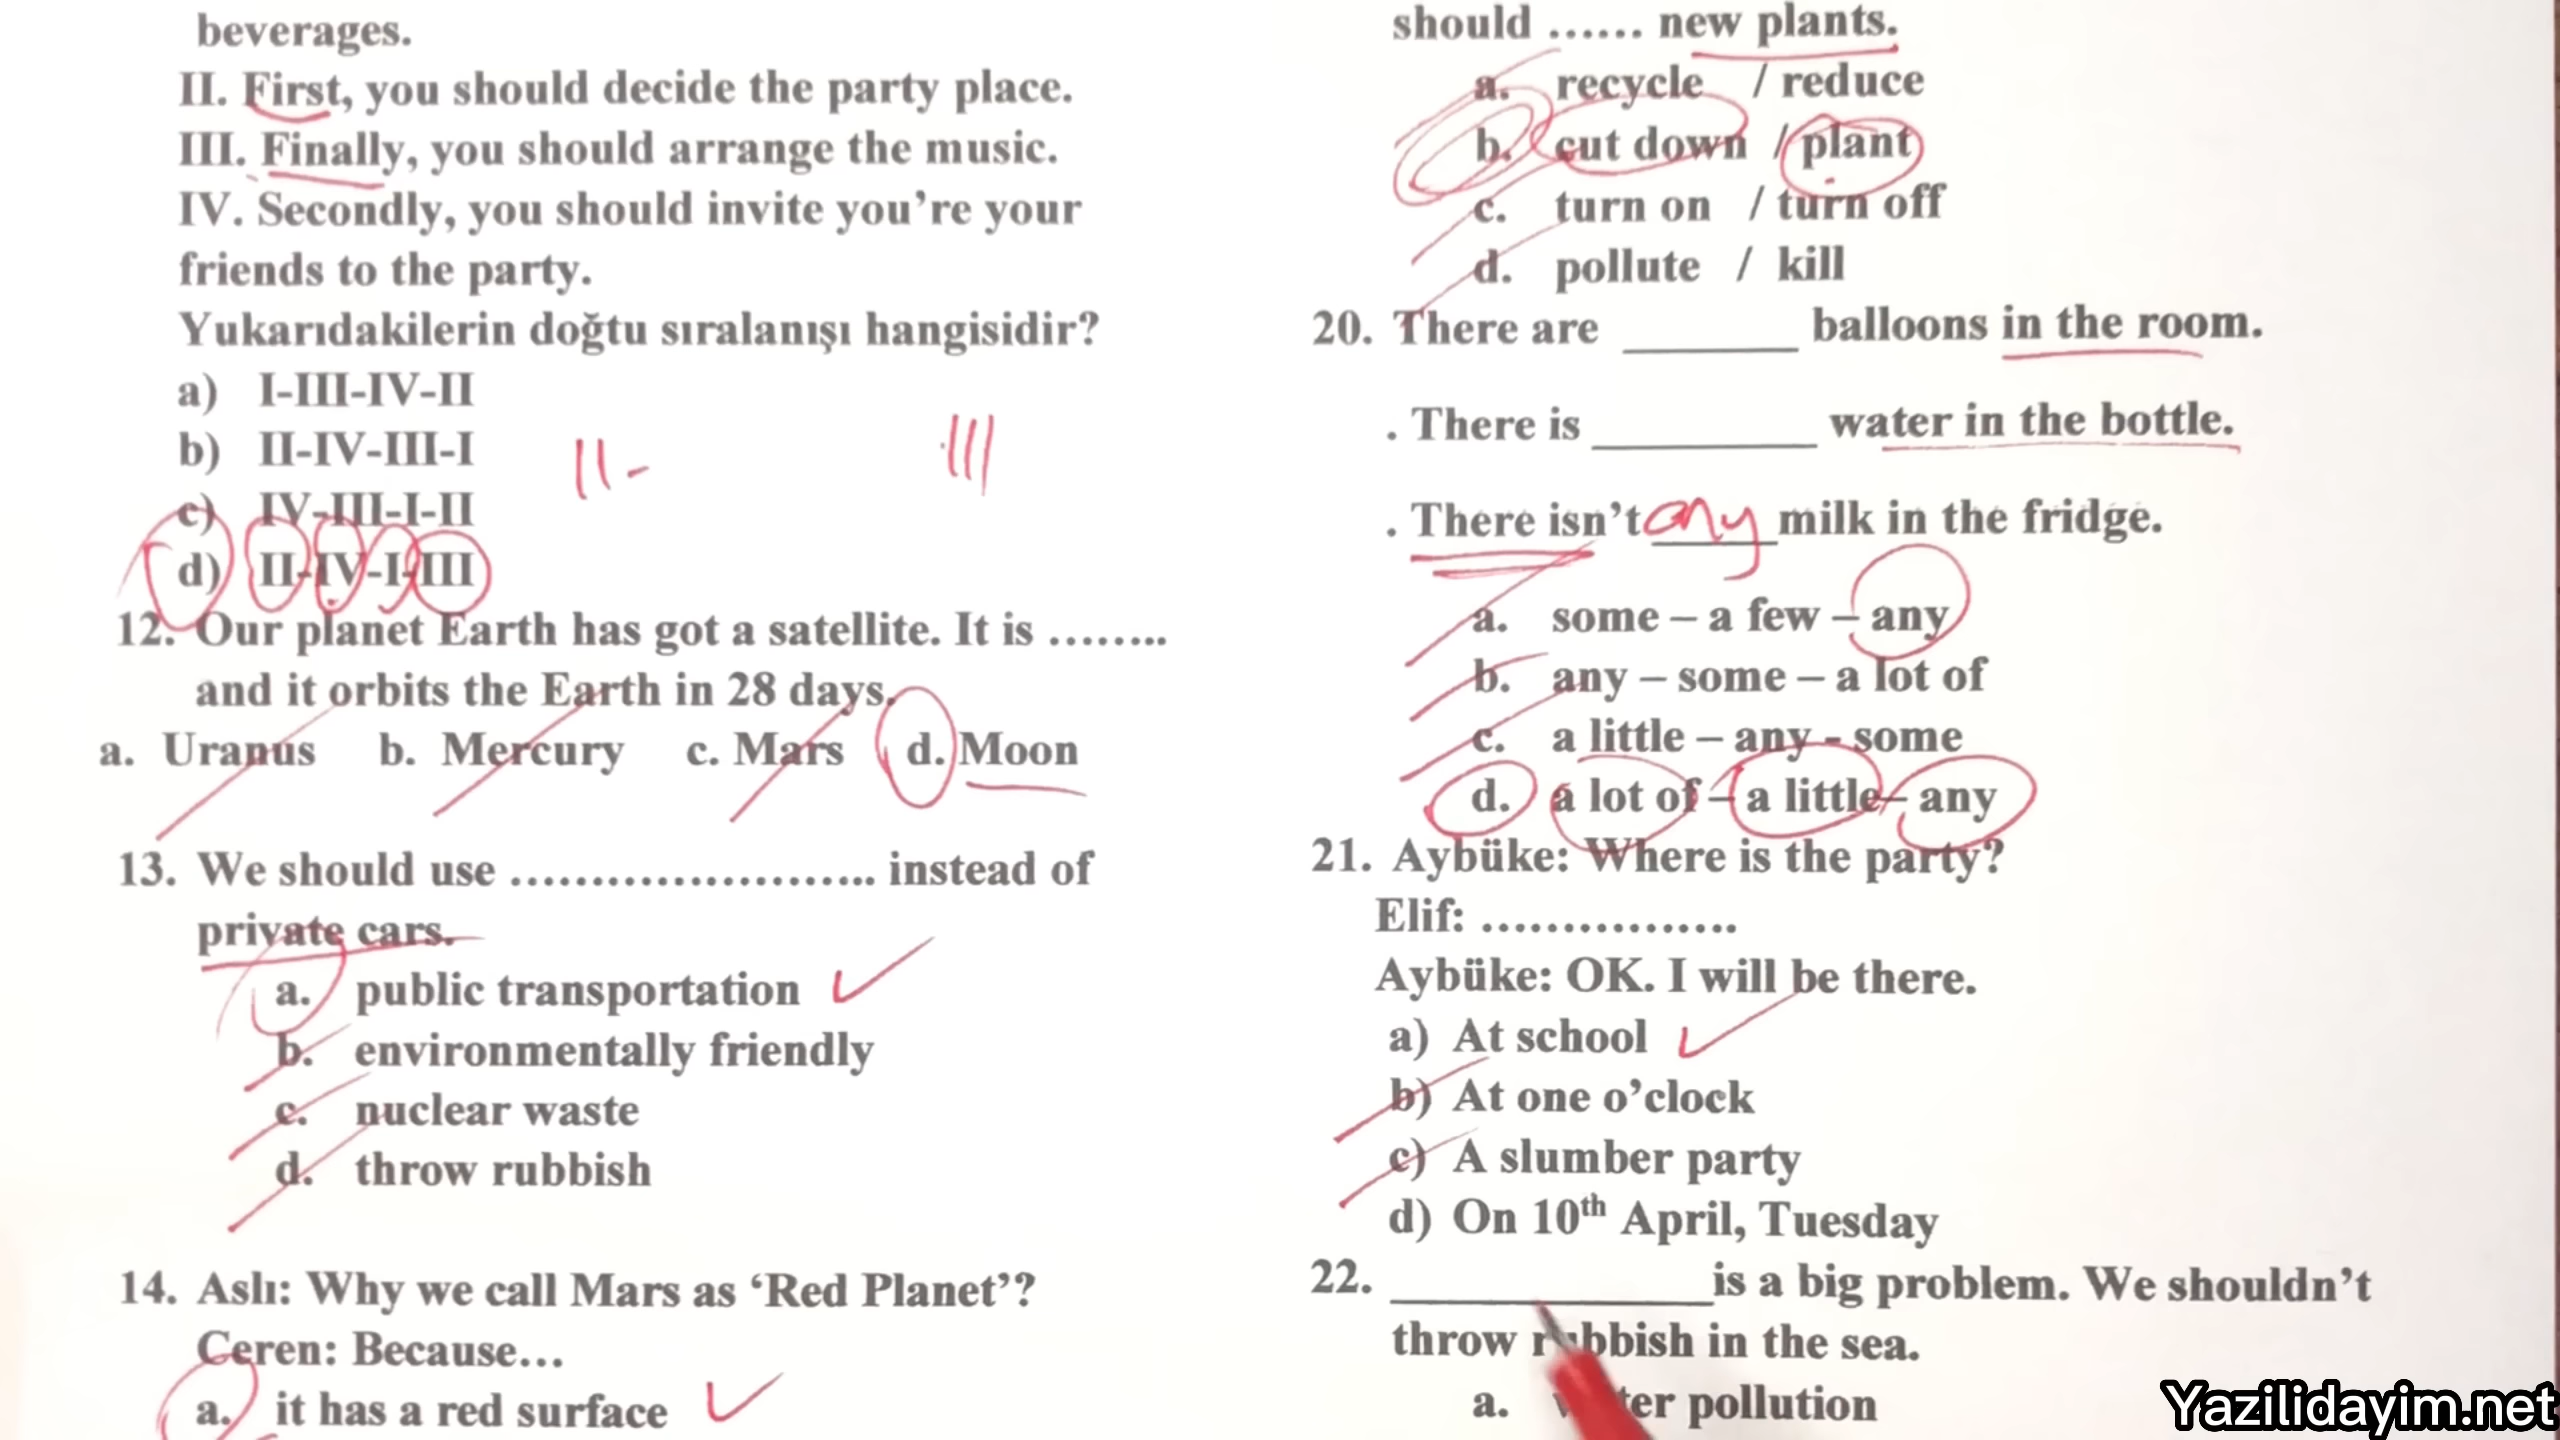 beverages.
II. First, you should decide the party place.
III. Finally, you should arrange the music.
IV. Secondly, you should invite you're your
friends to the party.
Yukarıdakilerin doğtu sıralanışı hangisidir?
a) I-III-IV-II
b) II-IV-III-I
II- III
c) IV-III-I-II
d) II-IV-I-III
12. Our planet Earth has got a satellite. It is ........
and it orbits the Earth in 28 days.
a. Uranus b. Mercury c. Mars d. Moon
13. We should use ........................ instead of
private cars.
a. public transportation
b. environmentally friendly
c. nuclear waste
d. throw rubbish
14. Aslı: Why we call Mars as ‘Red Planet’?
Ceren: Because…
a. it has a red surface
should ...... new plants.
a. recycle / reduce
b. cut down / plant
c. turn on / turn off
d. pollute / kill
20. There are _______ balloons in the room.
. There is _________ water in the bottle.
. There isn’t any milk in the fridge.
a. some – a few – any
b. any – some – a lot of
c. a little – any - some
d. a lot of – a little– any
21. Aybüke: Where is the party?
Elif: ................
Aybüke: OK. I will be there.
a) At school
b) At one o’clock
c) A slumber party
d) On 10th April, Tuesday
22. _____________is a big problem. We shouldn’t
throw rubbish in the sea.
a. pollution
Yazilidayim.net